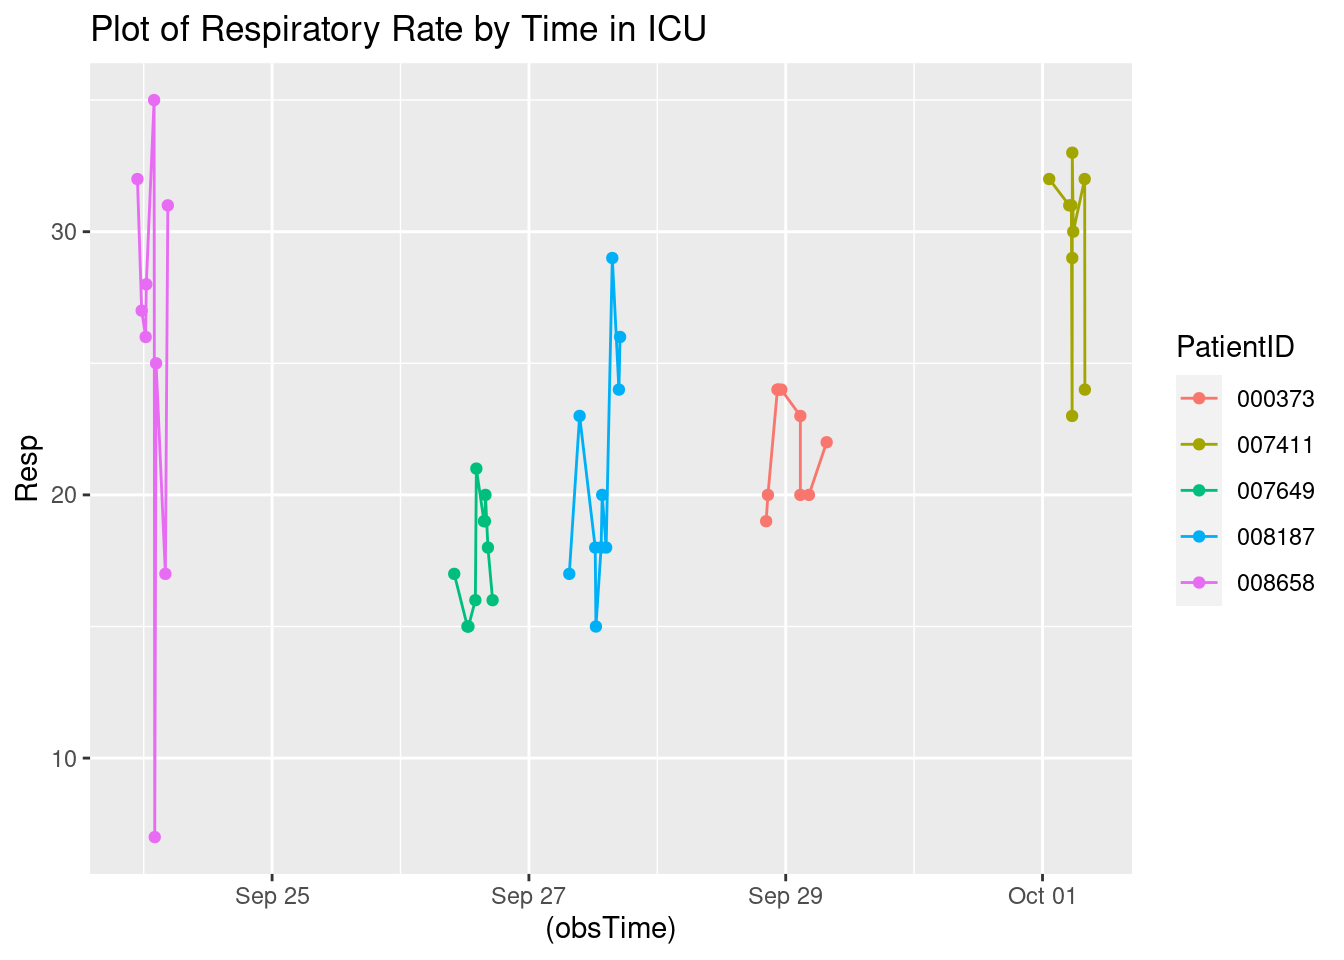 Plot of Respiratory Rate by Time in ICU
Resp
30
20
10
Sep 25
Sep 27
Sep 29
Oct 01
(obsTime)
PatientID
000373
007411
007649
008187
008658